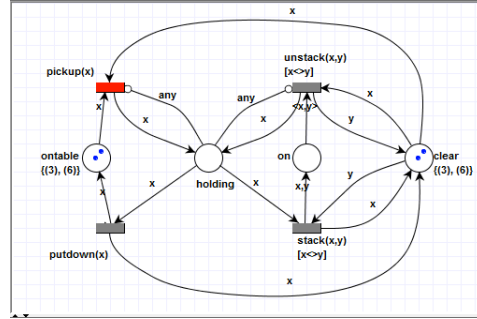 x
unstack(x,y)
[x<>y]
pickup(x)
any
any
x
<x,y>
x
x
x
y
ontable
{(3), (6)}
holding
on
clear
{(3), (6)}
x
x
x
x,y
y
x
putdown(x)
stack(x,y)
[x<>y]
x